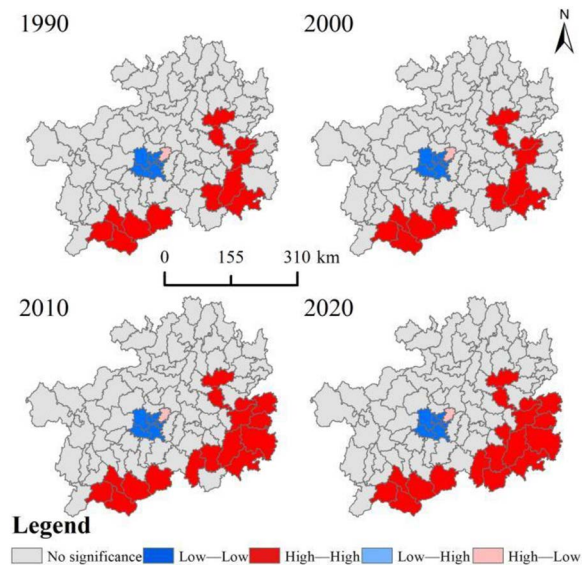 1990
2000
N
0 155 310 km
2010
2020
Legend
No significance Low—Low High—High Low—High High—Low